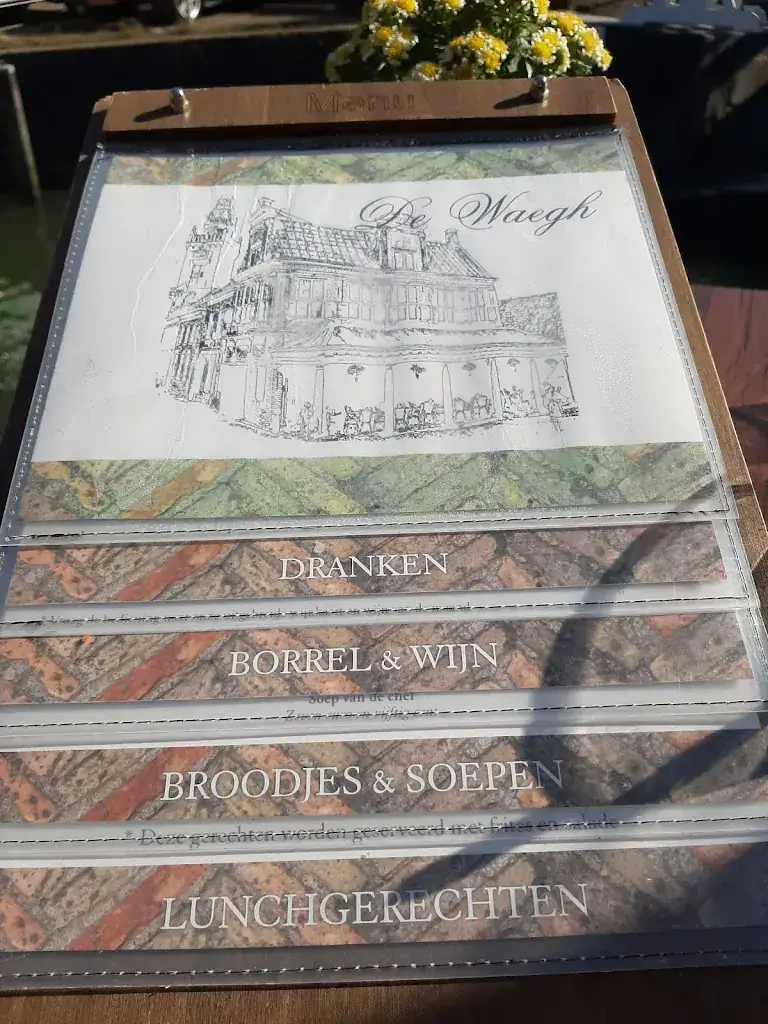 Menu
De Waegh
DRANKEN
BORREL & WIJN
Soep van de chef
BROODJES & SOEPEN
* Deze gerechten worden geserveerd met frites en salade
LUNCHGERECHTEN